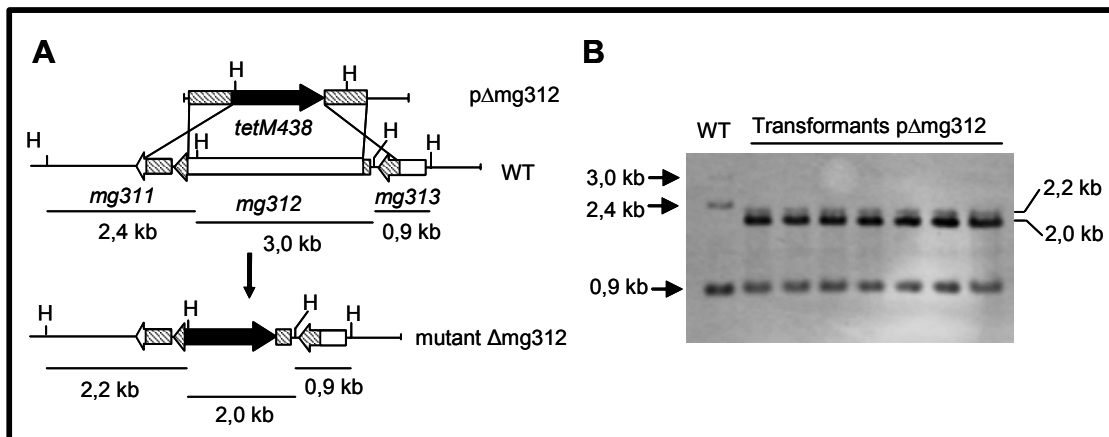 A
H
H
pΔmg312
tetM438
H
H
H
H
WT
mg311
mg312
mg313
2,4 kb
3,0 kb
0,9 kb
H
H
H
H
mutant Δmg312
2,2 kb
2,0 kb
0,9 kb
B
WT
Transformants pΔmg312
3,0 kb
2,4 kb
0,9 kb
2,2 kb
2,0 kb